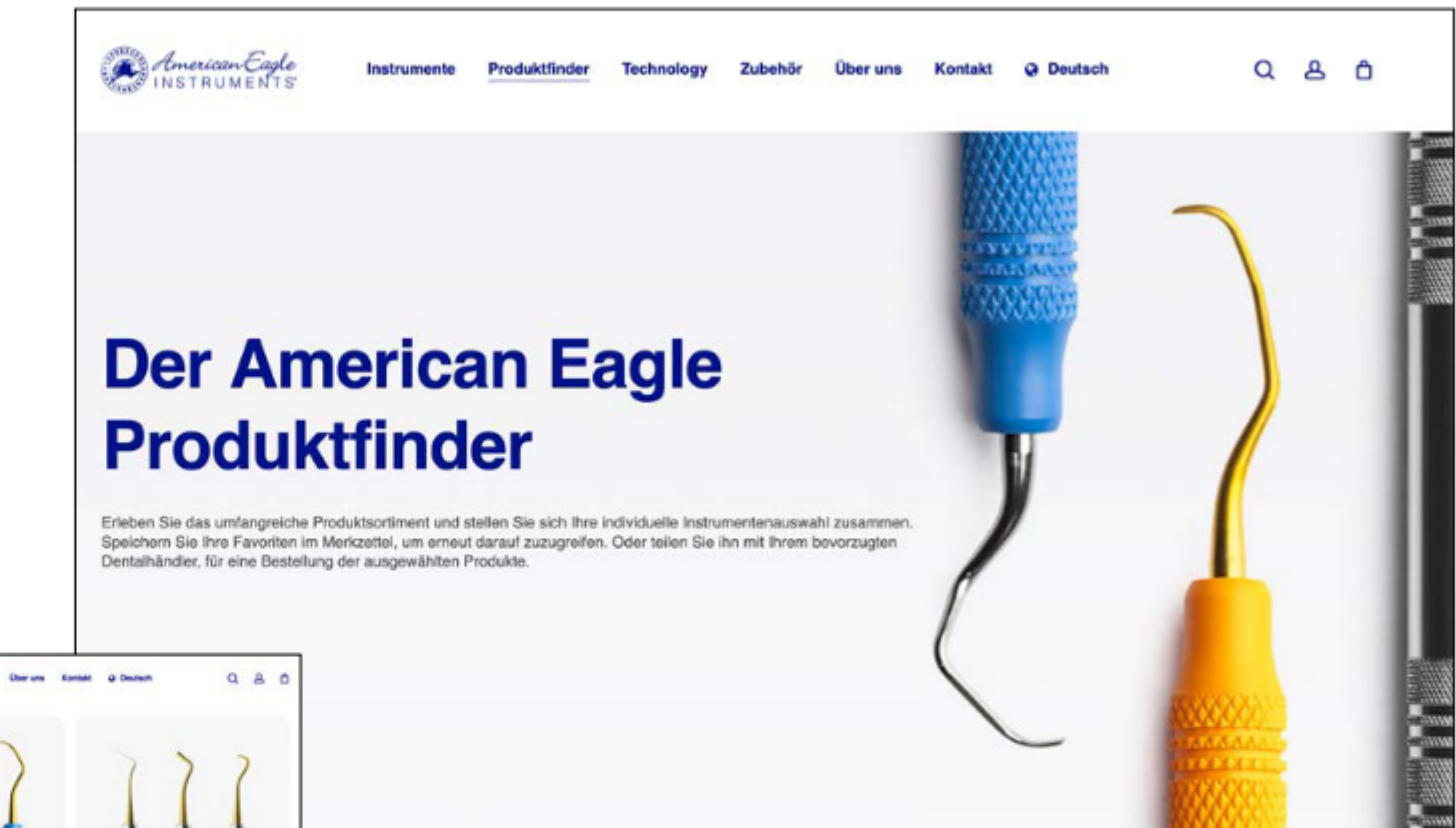 American Eagle
INSTRUMENTS
Instrumente Produktfinder Technology Zubehör Über uns Kontakt Deutsch
Der American Eagle
Produktfinder
Erleben Sie das umfangreiche Produktsortiment und stellen Sie sich Ihre individuelle Instrumentenauswahl zusammen.
Speichern Sie Ihre Favoriten im Merkzettel, um erneut darauf zuzugreifen. Oder teilen Sie ihn mit Ihrem bevorzugten
Dentalhändler, für eine Bestellung der ausgewählten Produkte.
Über uns Kontakt Deutsch